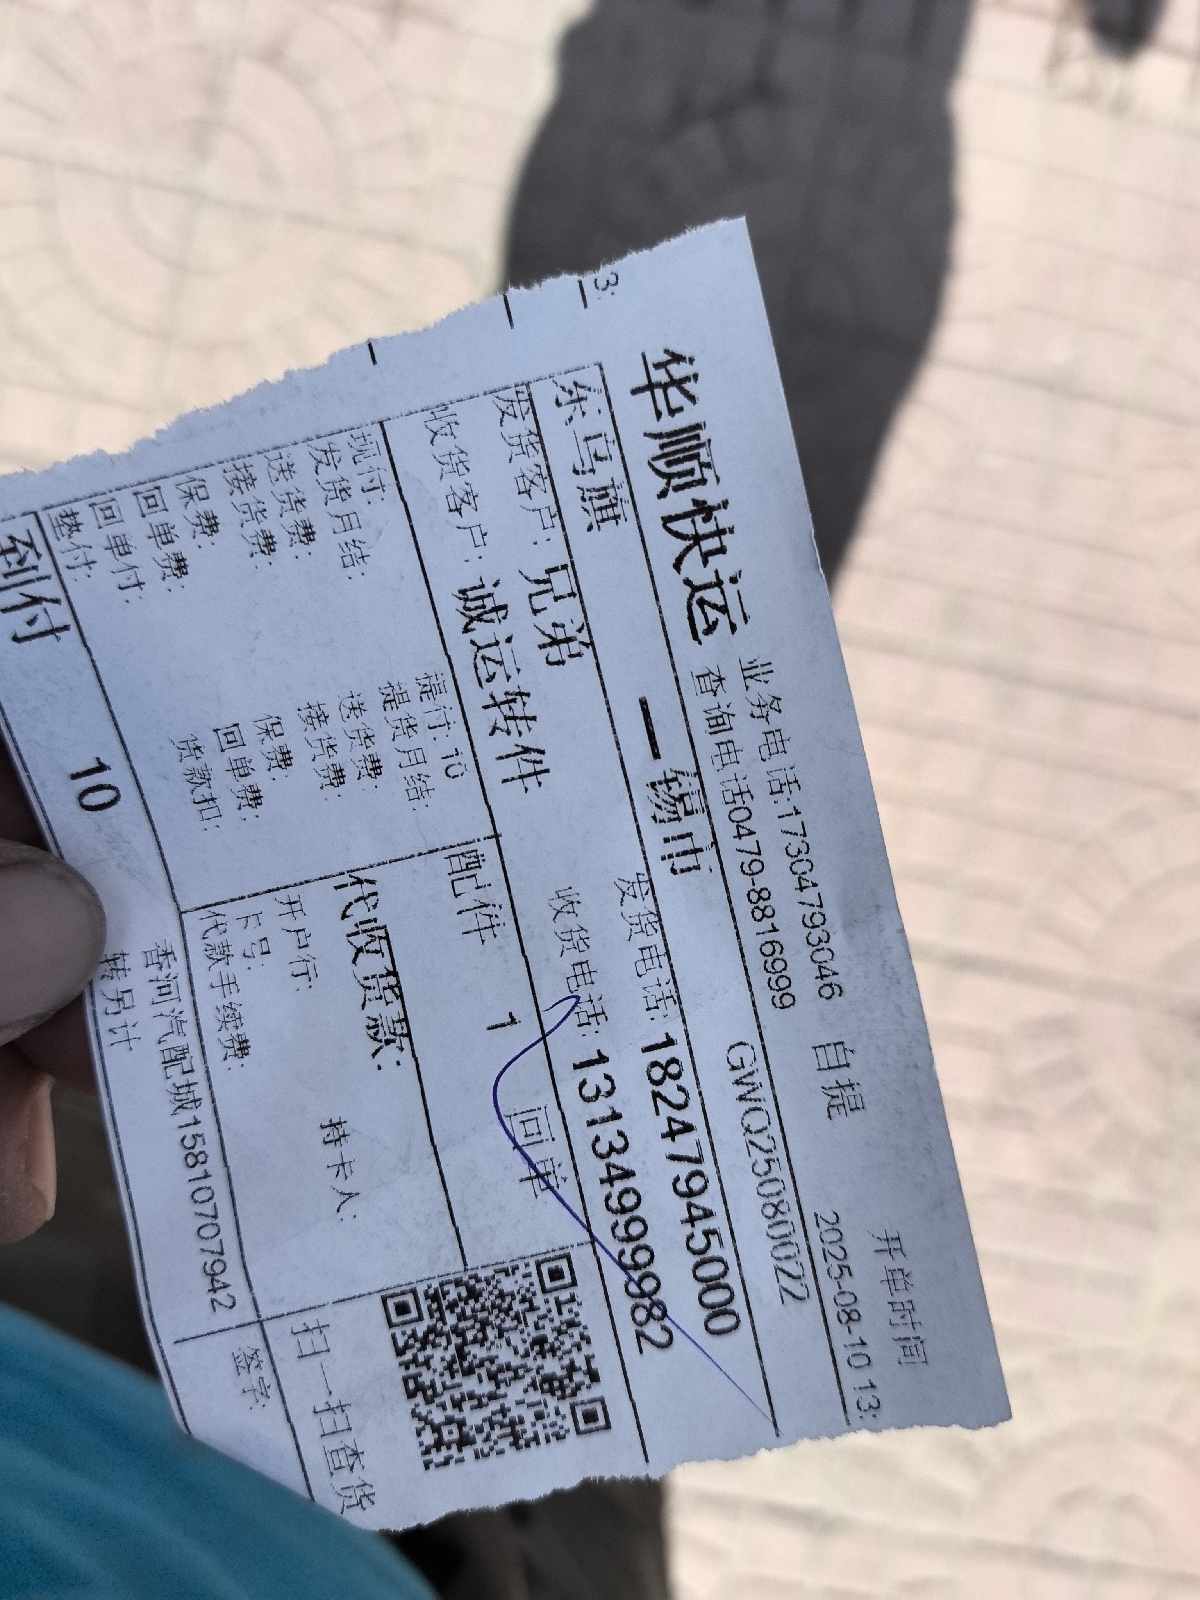 3:
华顺快运 业务电话:17304793046 自提 开单时间
查询电话0479-8816999 2025-08-10 13:
东乌旗 — 锡市 GWQ25080022
发货客户: 兄弟 发货电话: 18247945000
收货客户: 诚运转件 收货电话: 13134999982
现付: 提付: 10 配件 1 回单
发货月结: 提货月结: 代收货款:
送货费: 送货费: 开户行: 持卡人:
接货费: 接货费: 卡号:
保费: 保费: 代款手续费:
回单费: 回单费:
回单付: 货款扣:
垫付: 香河汽配城15810707942
转另计
到付 10
扫一扫查货
签字: